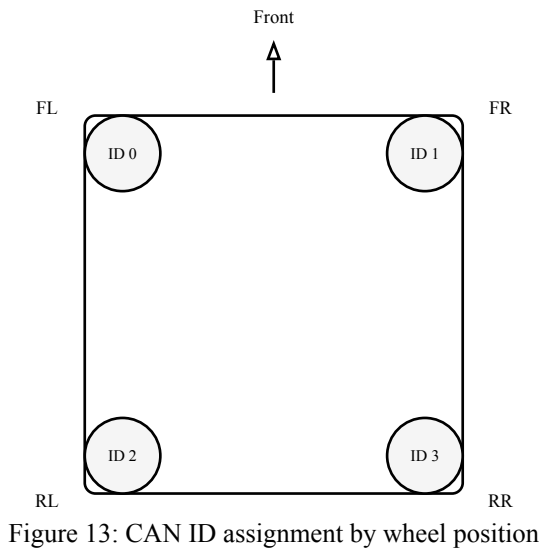 Front
FL FR
ID 0 ID 1
ID 2 ID 3
RL RR
Figure 13: CAN ID assignment by wheel position